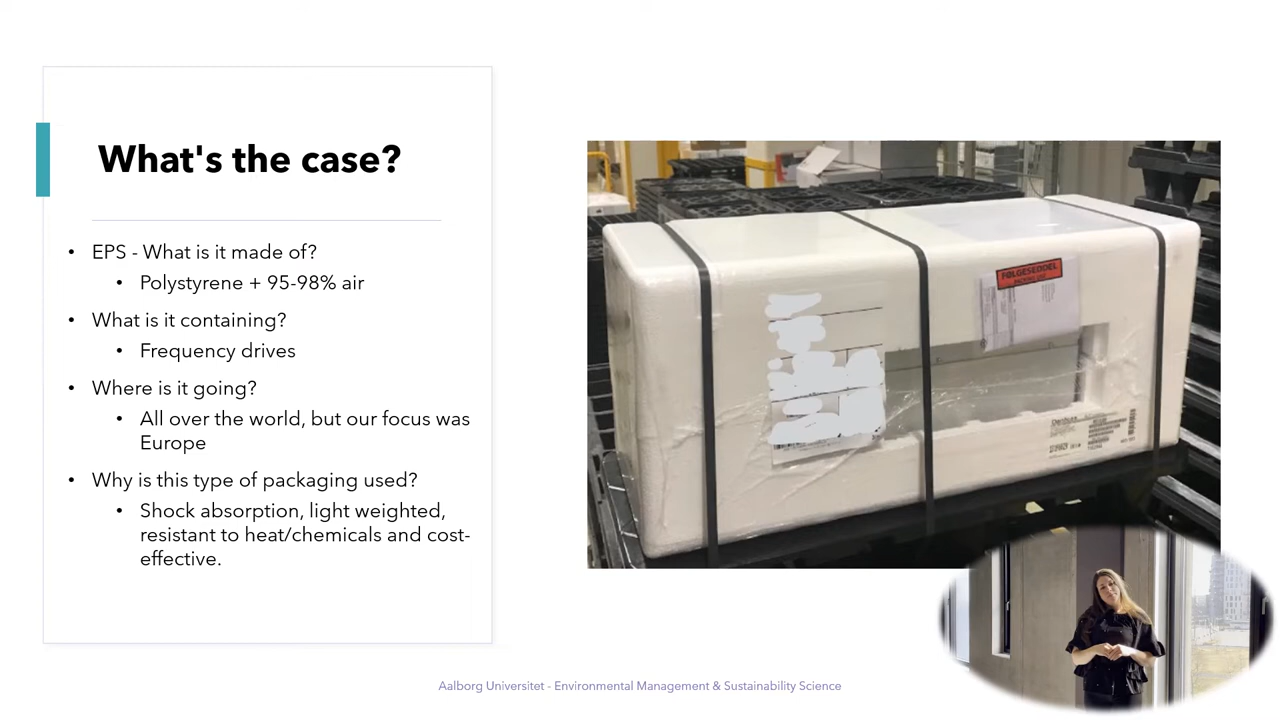 What's the case?
• EPS - What is it made of?
• Polystyrene + 95-98% air
• What is it containing?
• Frequency drives
• Where is it going?
• All over the world, but our focus was
Europe
• Why is this type of packaging used?
• Shock absorption, light weighted,
resistant to heat/chemicals and cost-
effective.
FØLGESEDDEL
Aalborg Universitet - Environmental Management & Sustainability Science